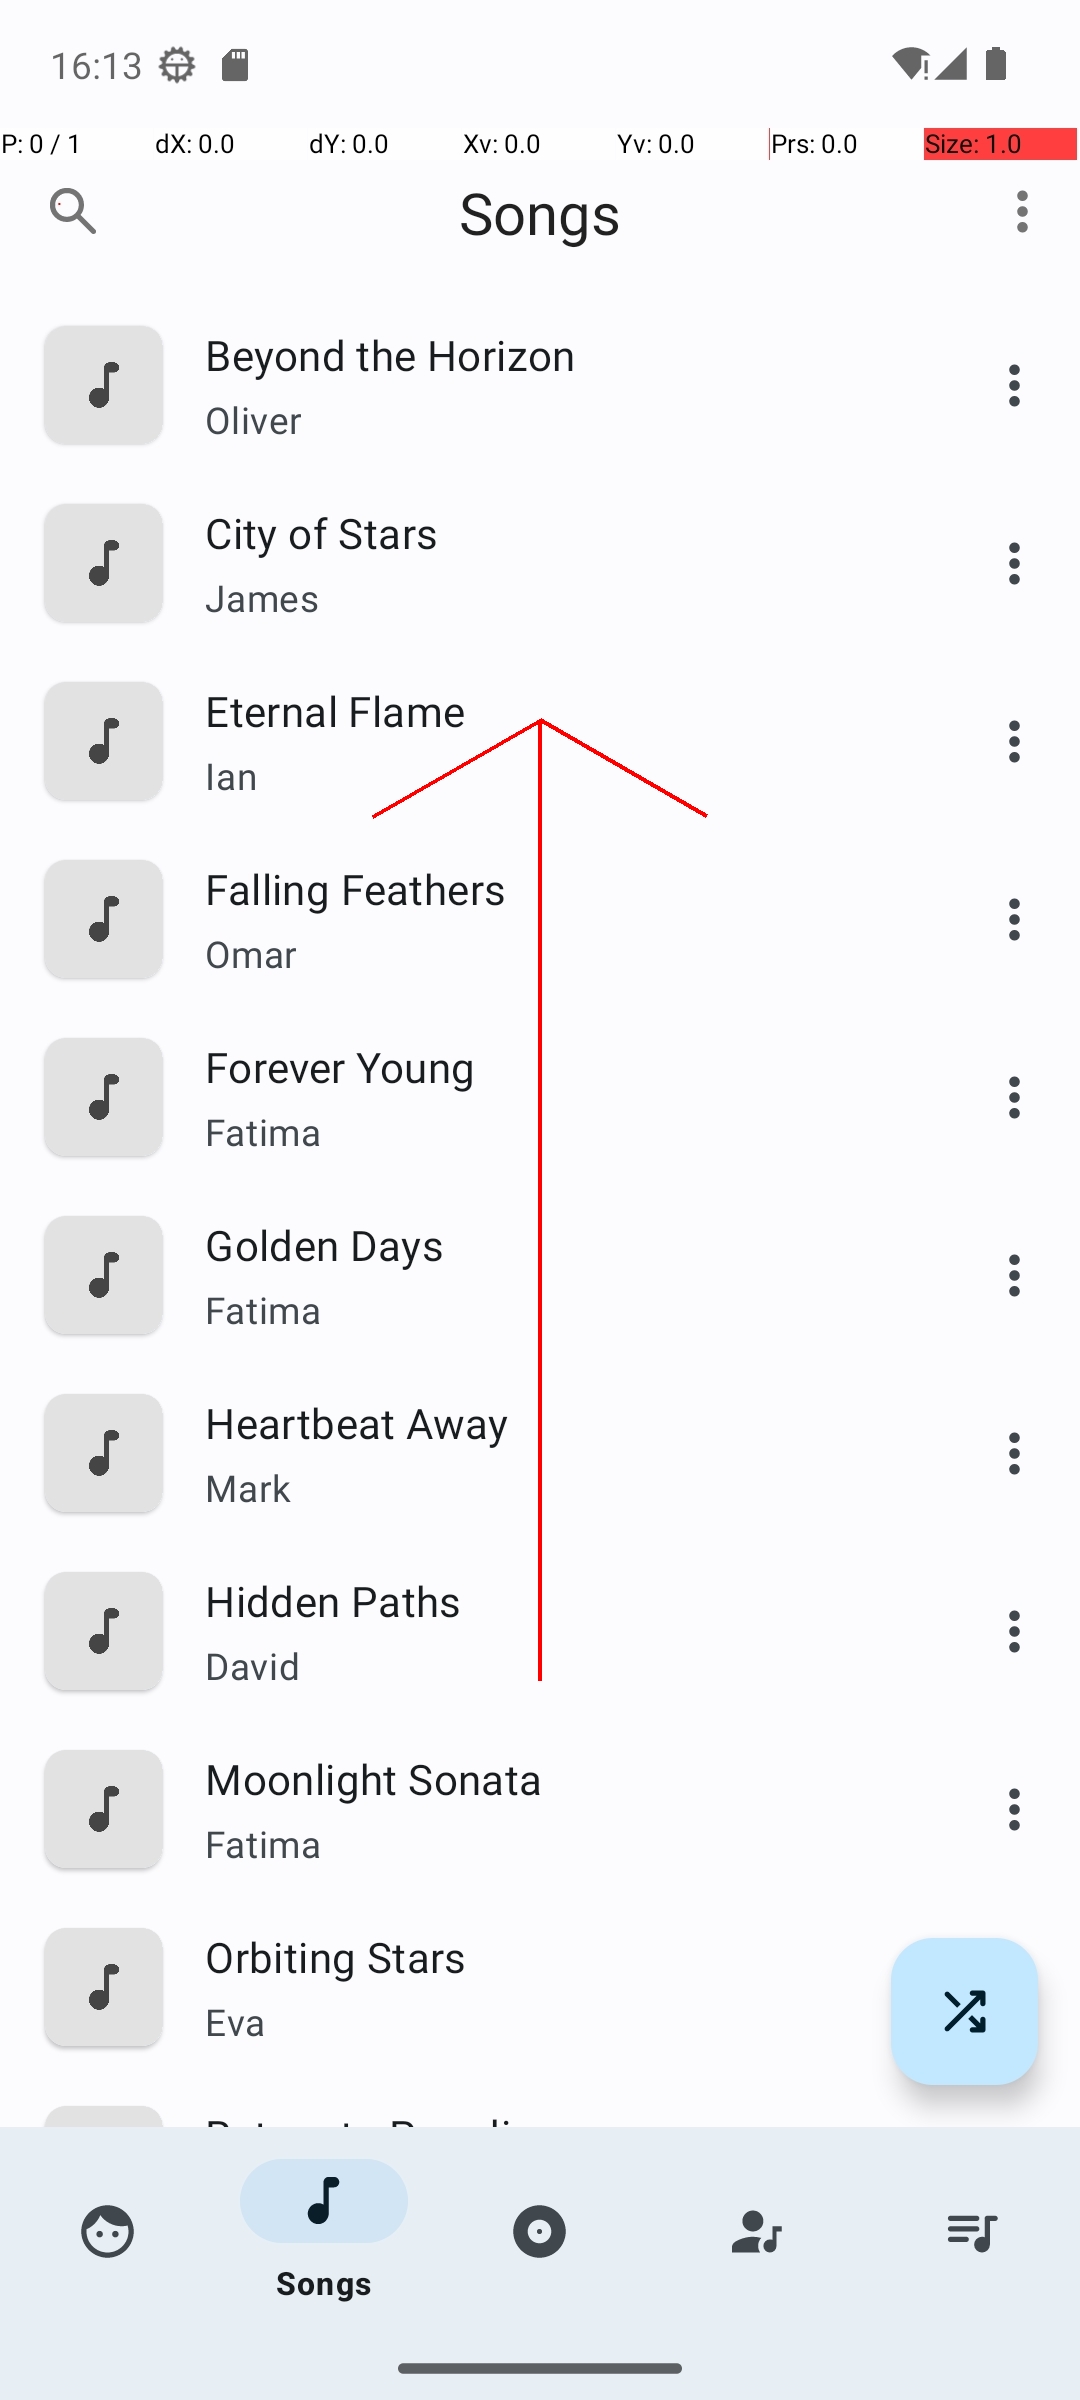 16:13
P: 0 / 1 dX: 0.0 dY: 0.0 Xv: 0.0 Yv: 0.0 Prs: 0.0 Size: 1.0
Songs
Beyond the Horizon
Oliver
City of Stars
James
Eternal Flame
Ian
Falling Feathers
Omar
Forever Young
Fatima
Golden Days
Fatima
Heartbeat Away
Mark
Hidden Paths
David
Moonlight Sonata
Fatima
Orbiting Stars
Eva
Songs